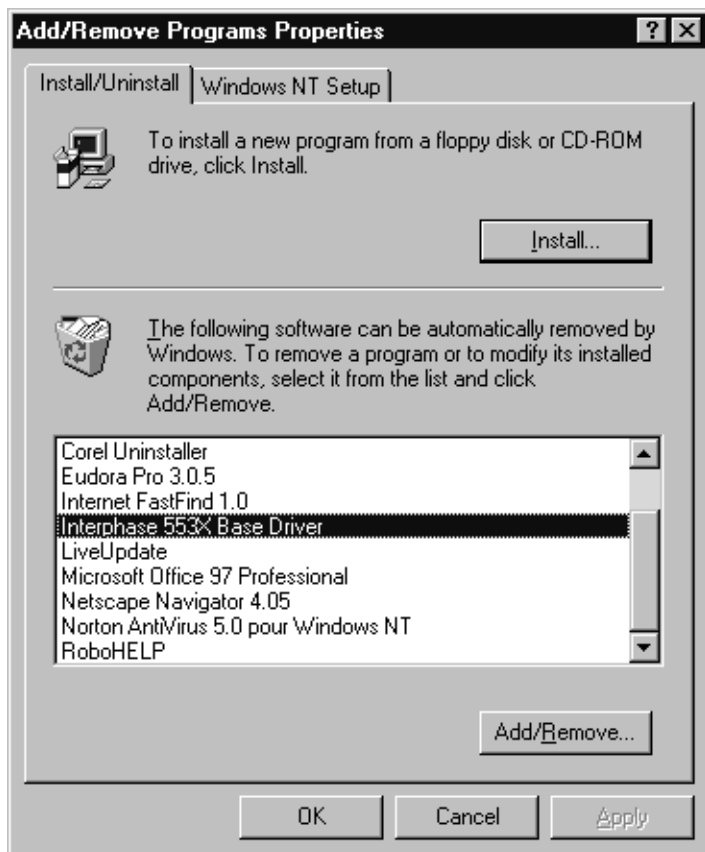 Add/Remove Programs Properties
Install/Uninstall
Windows NT Setup
To install a new program from a floppy disk or CD-ROM
drive, click Install.
Install...
The following software can be automatically removed by
Windows. To remove a program or to modify its installed
components, select it from the list and click
Add/Remove.
Corel Uninstaller
Eudora Pro 3.0.5
Internet FastFind 1.0
Interphase 553X Base Driver
LiveUpdate
Microsoft Office 97 Professional
Netscape Navigator 4.05
Norton AntiVirus 5.0 pour Windows NT
RoboHELP
Add/Remove...
OK
Cancel
Apply